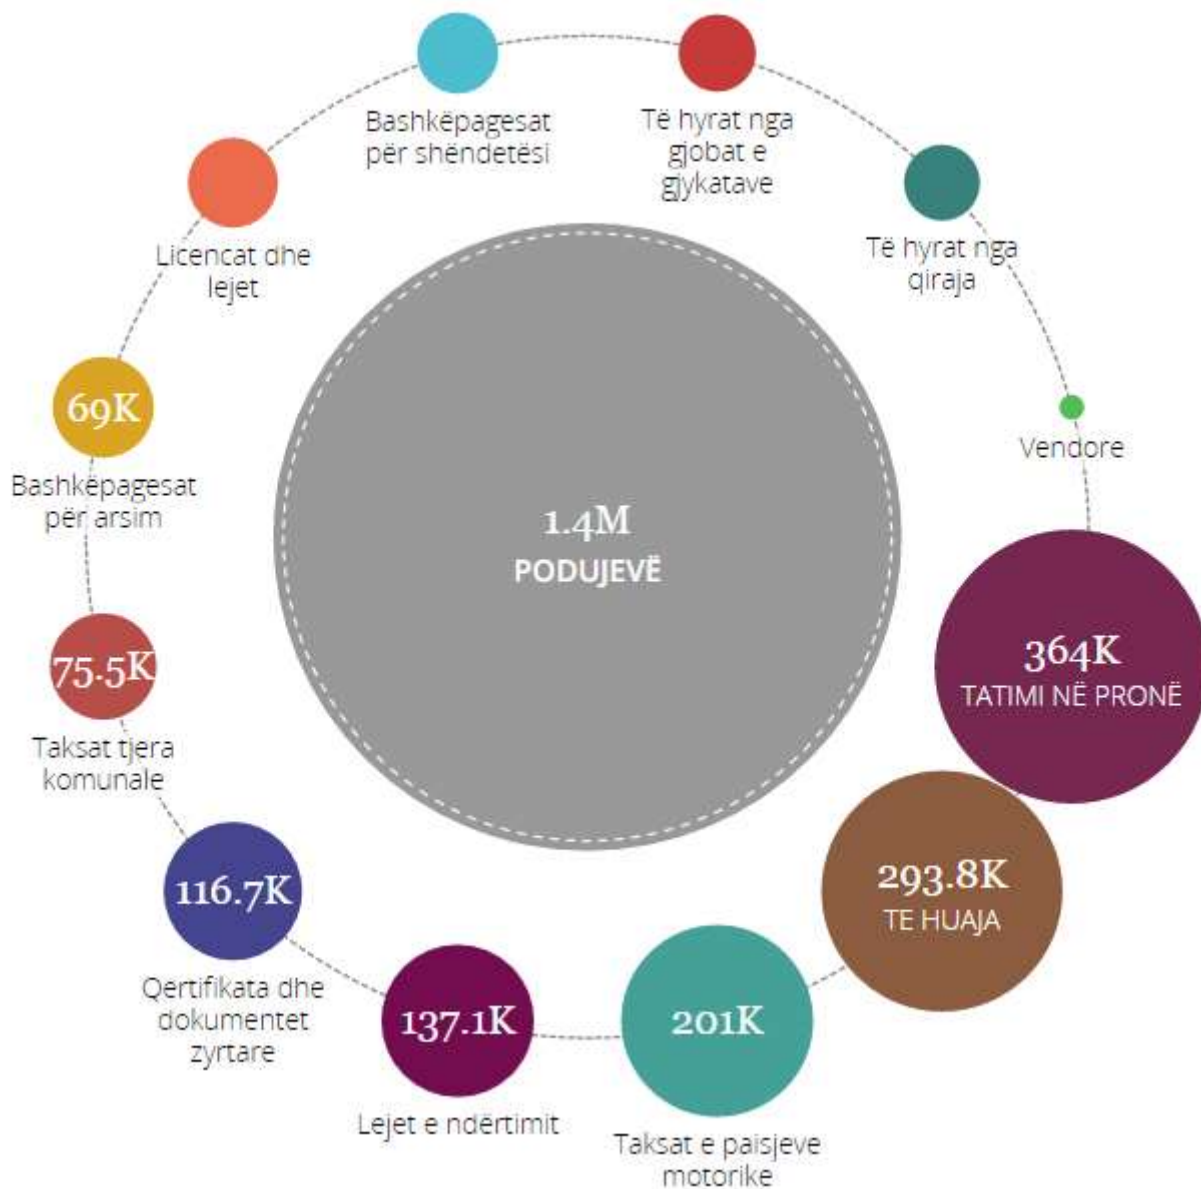 Bashkëpagesat
për shëndetësi
Të hyrat nga
gjobat e
gjykatave
Të hyrat nga
qiraja
Licencat dhe
lejet
Vendore
69K
Bashkëpagesat
për arsim
1.4M
PODUJEVË
364K
TATIMI NË PRONË
75.5K
Taksat tjera
komunale
293.8K
TE HUAJA
116.7K
Qertifikata dhe
dokumentet
zyrtare
137.1K
Lejet e ndërtimit
201K
Taksat e paisjeve
motorike